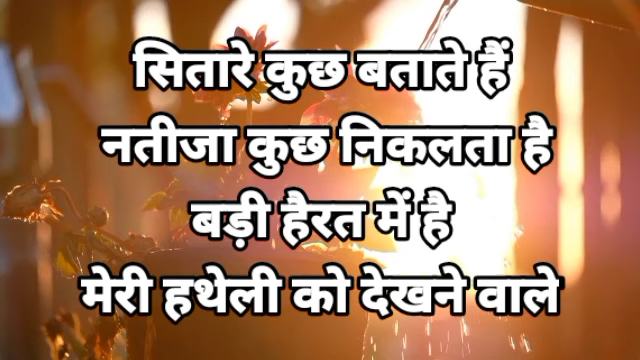 सितारे कुछ बताते हैं
नतीजा कुछ निकलता है
बड़ी हैरत में है
मेरी हथेली को देखने वाले